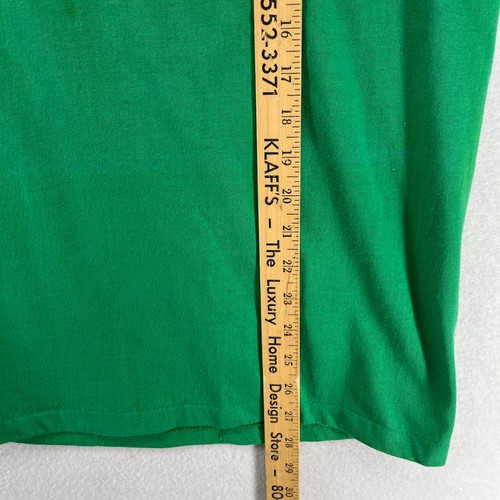 552-3371 KLAFF'S - The Luxury Home Design Store - 80
16 17 18 19 20 21 22 23 24 25 26 27 28 29 30